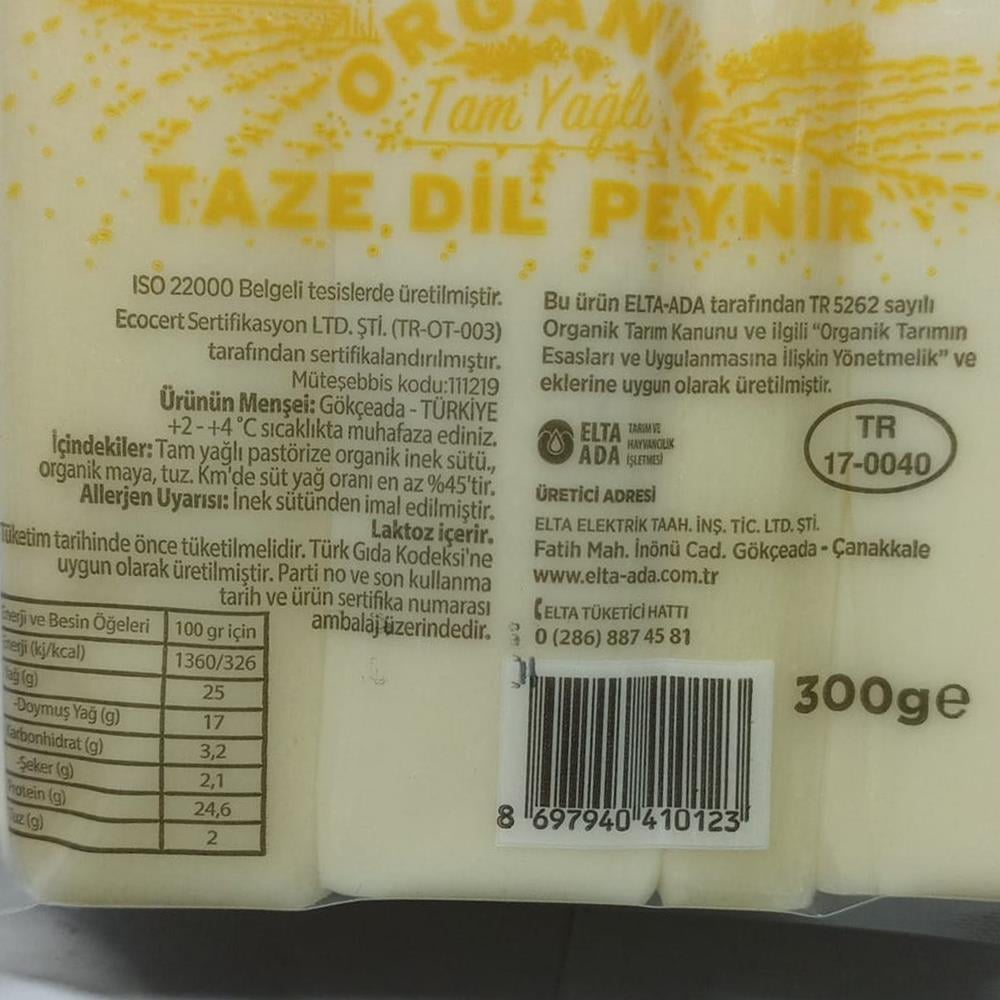 ORGANİK
Tam Yağlı
TAZE DİL PEYNİR
ISO 22000 Belgeli tesislerde üretilmiştir.
Ecocert Sertifikasyon LTD. ŞTİ. (TR-OT-003)
tarafından sertifikalandırılmıştır.
Müteşebbis kodu:111219
Ürünün Menşei: Gökçeada - TÜRKİYE
+2 - +4 °C sıcaklıkta muhafaza ediniz.
İçindekiler: Tam yağlı pastörize organik inek sütü.,
organik maya, tuz. Km'de süt yağ oranı en az %45'tir.
Allerjen Uyarısı: İnek sütünden imal edilmiştir.
Laktoz içerir.
Tüketim tarihinde önce tüketilmelidir. Türk Gıda Kodeksi'ne
uygun olarak üretilmiştir. Parti no ve son kullanma
tarih ve ürün sertifika numarası
ambalaj üzerindedir.
Enerji ve Besin Öğeleri 100 gr için
Enerji (kj/kcal) 1360/326
Yağ (g) 25
-Doymuş Yağ (g) 17
Karbonhidrat (g) 3,2
-Şeker (g) 2,1
Protein (g) 24,6
Tuz (g) 2
Bu ürün ELTA-ADA tarafından TR 5262 sayılı
Organik Tarım Kanunu ve ilgili “Organik Tarımın
Esasları ve Uygulanmasına İlişkin Yönetmelik” ve
eklerine uygun olarak üretilmiştir.
ELTA ADA
TARIM VE
HAYVANCILIK
İŞLETMESİ
TR
17-0040
ÜRETİCİ ADRESİ
ELTA ELEKTRİK TAAH. İNŞ. TİC. LTD. ŞTİ.
Fatih Mah. İnönü Cad. Gökçeada - Çanakkale
www.elta-ada.com.tr
ELTA TÜKETİCİ HATTI
0 (286) 887 45 81
300g℮
8 697940 410123